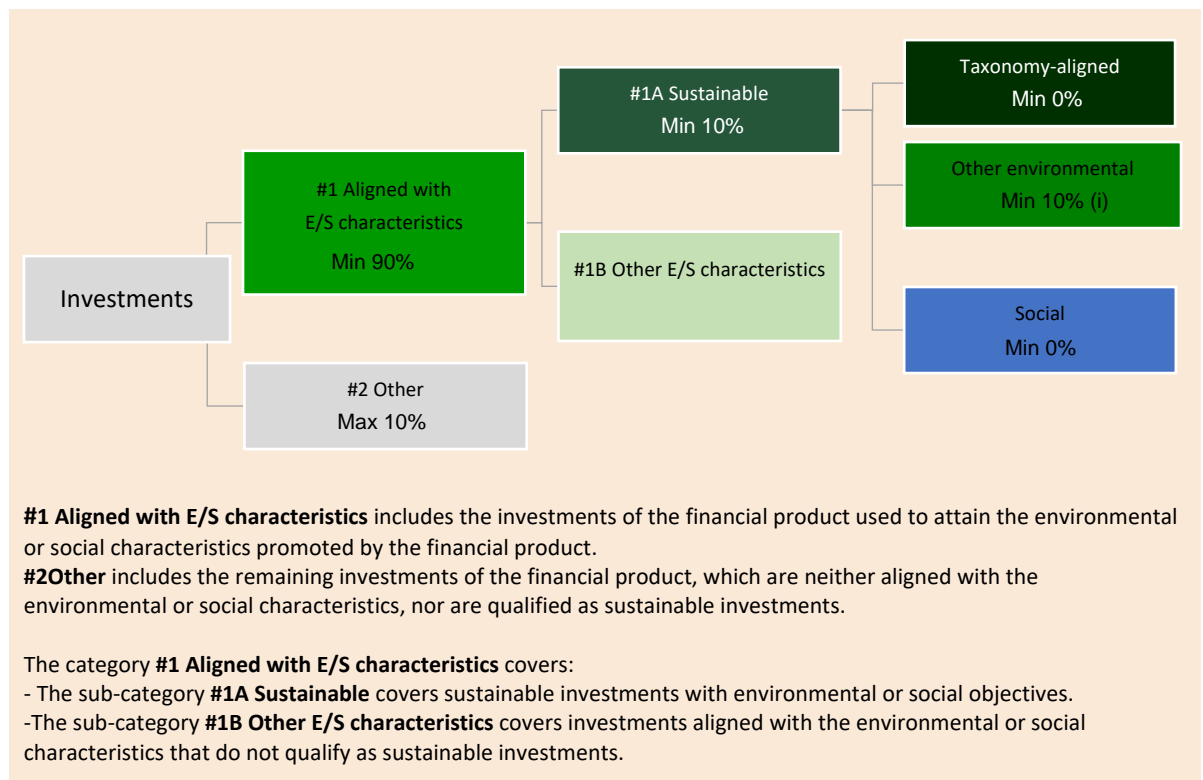 Investments
#1 Aligned with
E/S characteristics
Min 90%
#2 Other
Max 10%
#1A Sustainable
Min 10%
#1B Other E/S characteristics
Taxonomy-aligned
Min 0%
Other environmental
Min 10% (i)
Social
Min 0%
#1 Aligned with E/S characteristics includes the investments of the financial product used to attain the environmental
or social characteristics promoted by the financial product.
#2Other includes the remaining investments of the financial product, which are neither aligned with the
environmental or social characteristics, nor are qualified as sustainable investments.
The category #1 Aligned with E/S characteristics covers:
- The sub-category #1A Sustainable covers sustainable investments with environmental or social objectives.
-The sub-category #1B Other E/S characteristics covers investments aligned with the environmental or social
characteristics that do not qualify as sustainable investments.